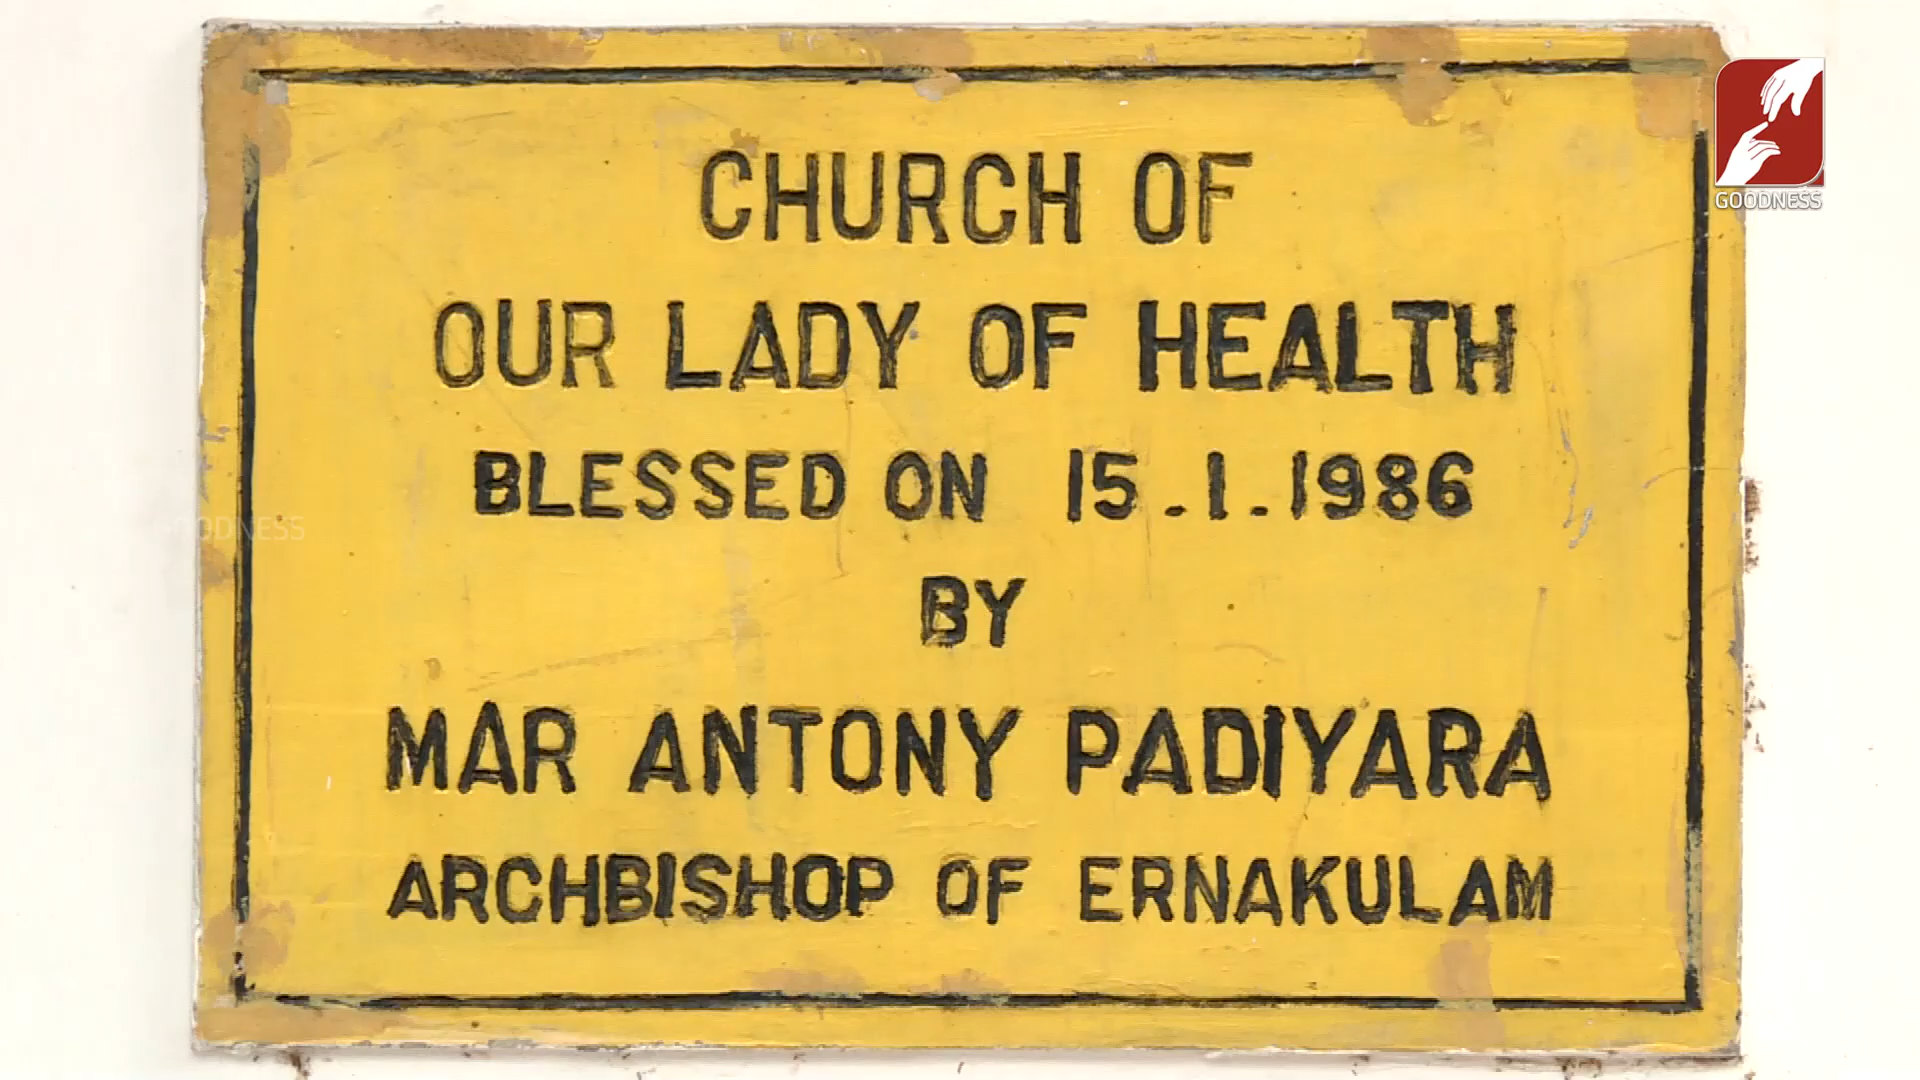 CHURCH OF
OUR LADY OF HEALTH
BLESSED ON 15.1.1986
BY
MAR ANTONY PADIYARA
ARCHBISHOP OF ERNAKULAM
GOODNESS
GOODNESS